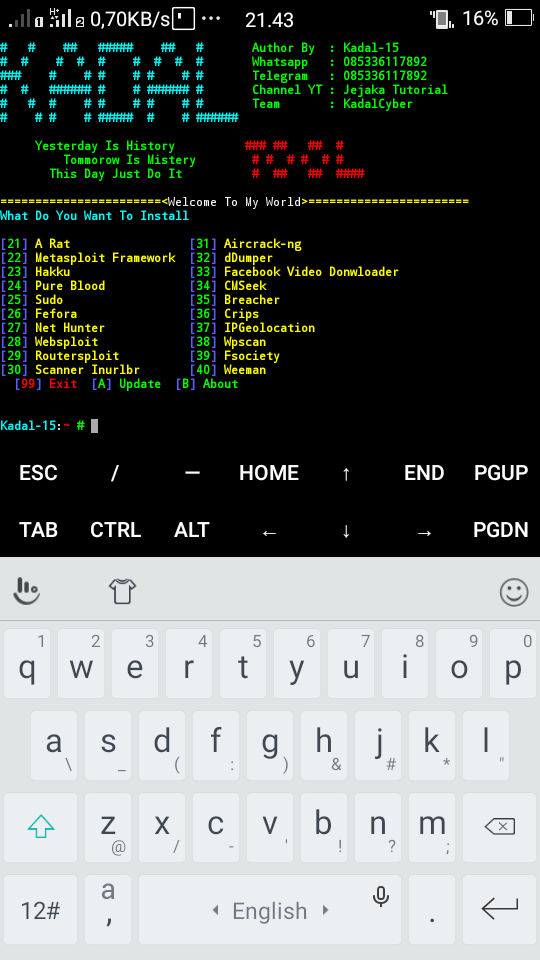 0,70KB/s ... 21.43 16%
Author By : Kadal-15
Whatsapp : 085336117892
Telegram : 085336117892
Channel YT : Jejaka Tutorial
Team : KadalCyber
Yesterday Is History
Tommorow Is Mistery
This Day Just Do It
=======================<Welcome To My World>=======================
What Do You Want To Install
[21] A Rat [31] Aircrack-ng
[22] Metasploit Framework [32] dDumper
[23] Hakku [33] Facebook Video Donwloader
[24] Pure Blood [34] CMSeek
[25] Sudo [35] Breacher
[26] Fefora [36] Crips
[27] Net Hunter [37] IPGeolocation
[28] Websploit [38] Wpscan
[29] Routersploit [39] Fsociety
[30] Scanner Inurlbr [40] Weeman
[99] Exit [A] Update [B] About
Kadal-15:~ #
ESC / — HOME ↑ END PGUP
TAB CTRL ALT ← ↓ → PGDN
1 2 3 4 5 6 7 8 9 0
q w e r t y u i o p
a s d f g h j k l
\ _ ( : ) & # * "
z x c v b n m
@ / - ' ! ? ;
12# a , English .